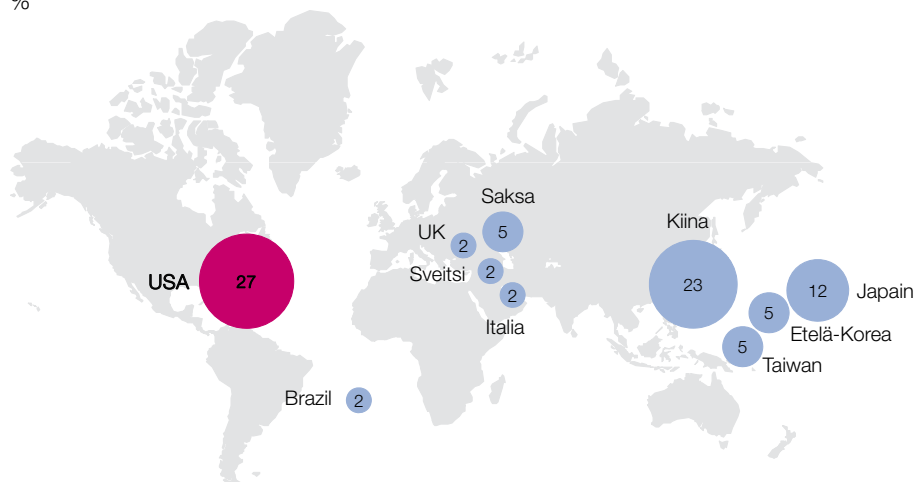 %
Saksa
5
UK
2
Sveitsi
2
2
Italia
USA
27
Kiina
23
12
Japain
5
Etelä-Korea
5
Taiwan
Brazil
2